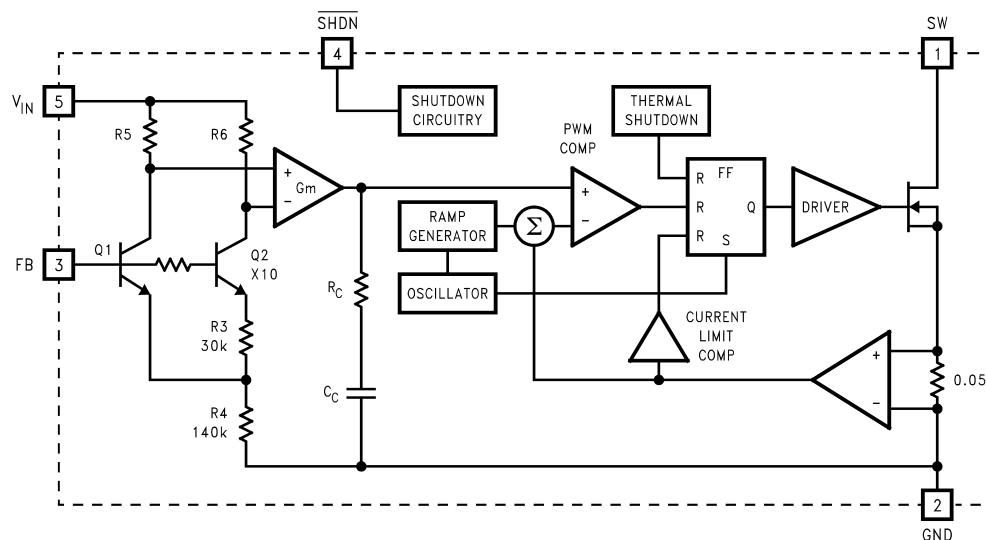 SHDN
SW
4
1
VIN
5
SHUTDOWN
CIRCUITRY
THERMAL
SHUTDOWN
R5
R6
PWM
COMP
+
Gm
−
+
−
R
FF
R
Q
R
S
DRIVER
RAMP
GENERATOR
Σ
FB
3
Q1
Q2
X10
OSCILLATOR
RC
R3
30k
CURRENT
LIMIT
COMP
+
−
0.05
CC
R4
140k
2
GND